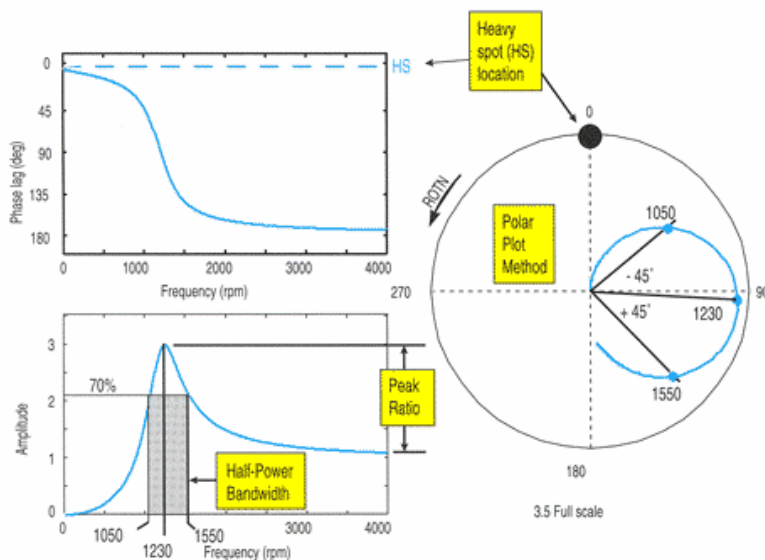 Heavy
spot (HS)
location
HS
0
45
90
135
180
Phase lag (deg)
0
1000
2000
3000
4000
Frequency (rpm)
0
ROTN
Polar
Plot
Method
1050
- 45°
+ 45°
1230
1550
270
90
180
3.5 Full scale
3
2
1
0
Amplitude
70%
Peak
Ratio
Half-Power
Bandwidth
1050
1230
1550
2000
3000
4000
0
Frequency (rpm)